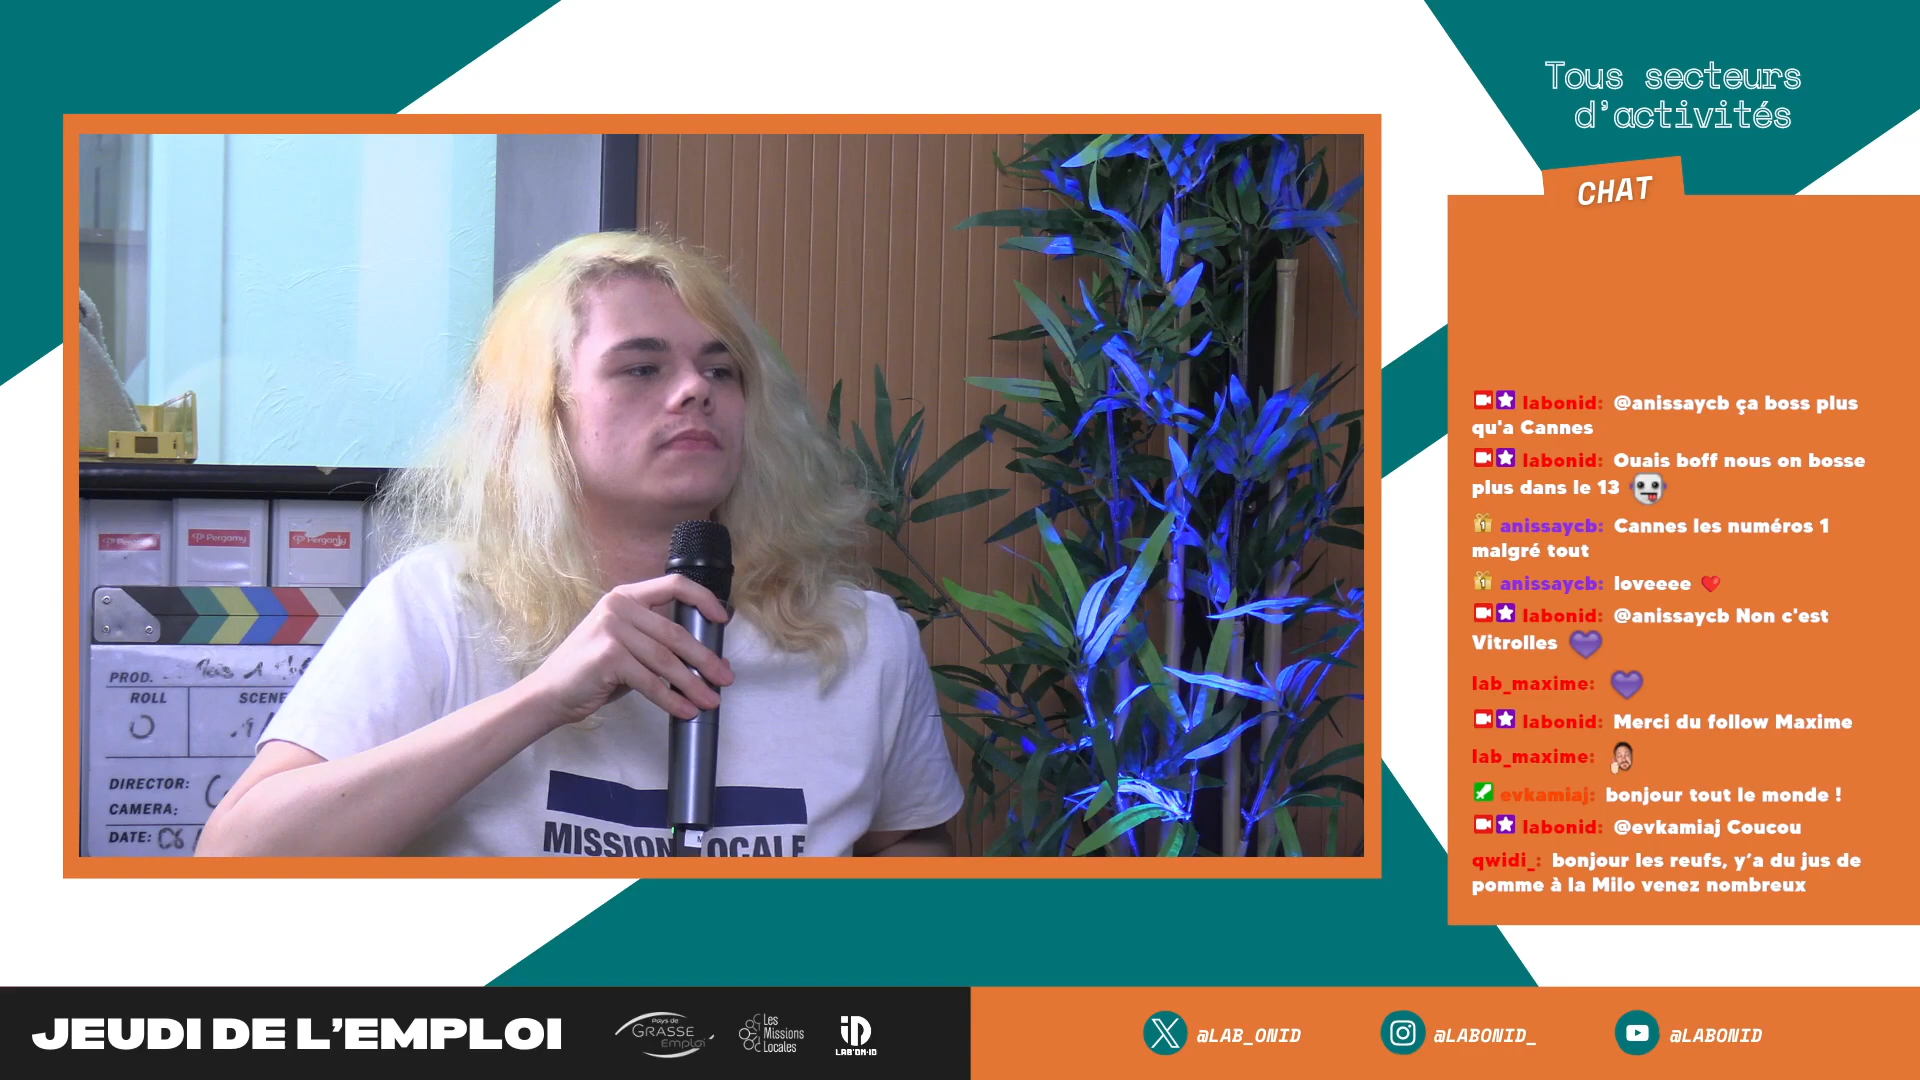 Tous secteurs
d'activités
CHAT
labonid: @anissaycb ça boss plus
qu'a Cannes
labonid: Ouais boff nous on bosse
plus dans le 13
anissaycb: Cannes les numéros 1
malgré tout
anissaycb: loveeee
labonid: @anissaycb Non c'est
Vitrolles
lab_maxime:
labonid: Merci du follow Maxime
lab_maxime:
evkamiaj: bonjour tout le monde !
labonid: @evkamiaj Coucou
qwidi_: bonjour les reufs, y'a du jus de
pomme à la Milo venez nombreux
Pergamy
Pergamy
Pergamy
PROD.
ROLL
SCENE
DIRECTOR:
CAMERA:
DATE:
MISSION LOCALE
JEUDI DE L'EMPLOI
Pays de
GRASSE
Emploi
Les
Missions
Locales
iD
LAB'ON-ID
@LAB_ONID
@LABONID_
@LABONID